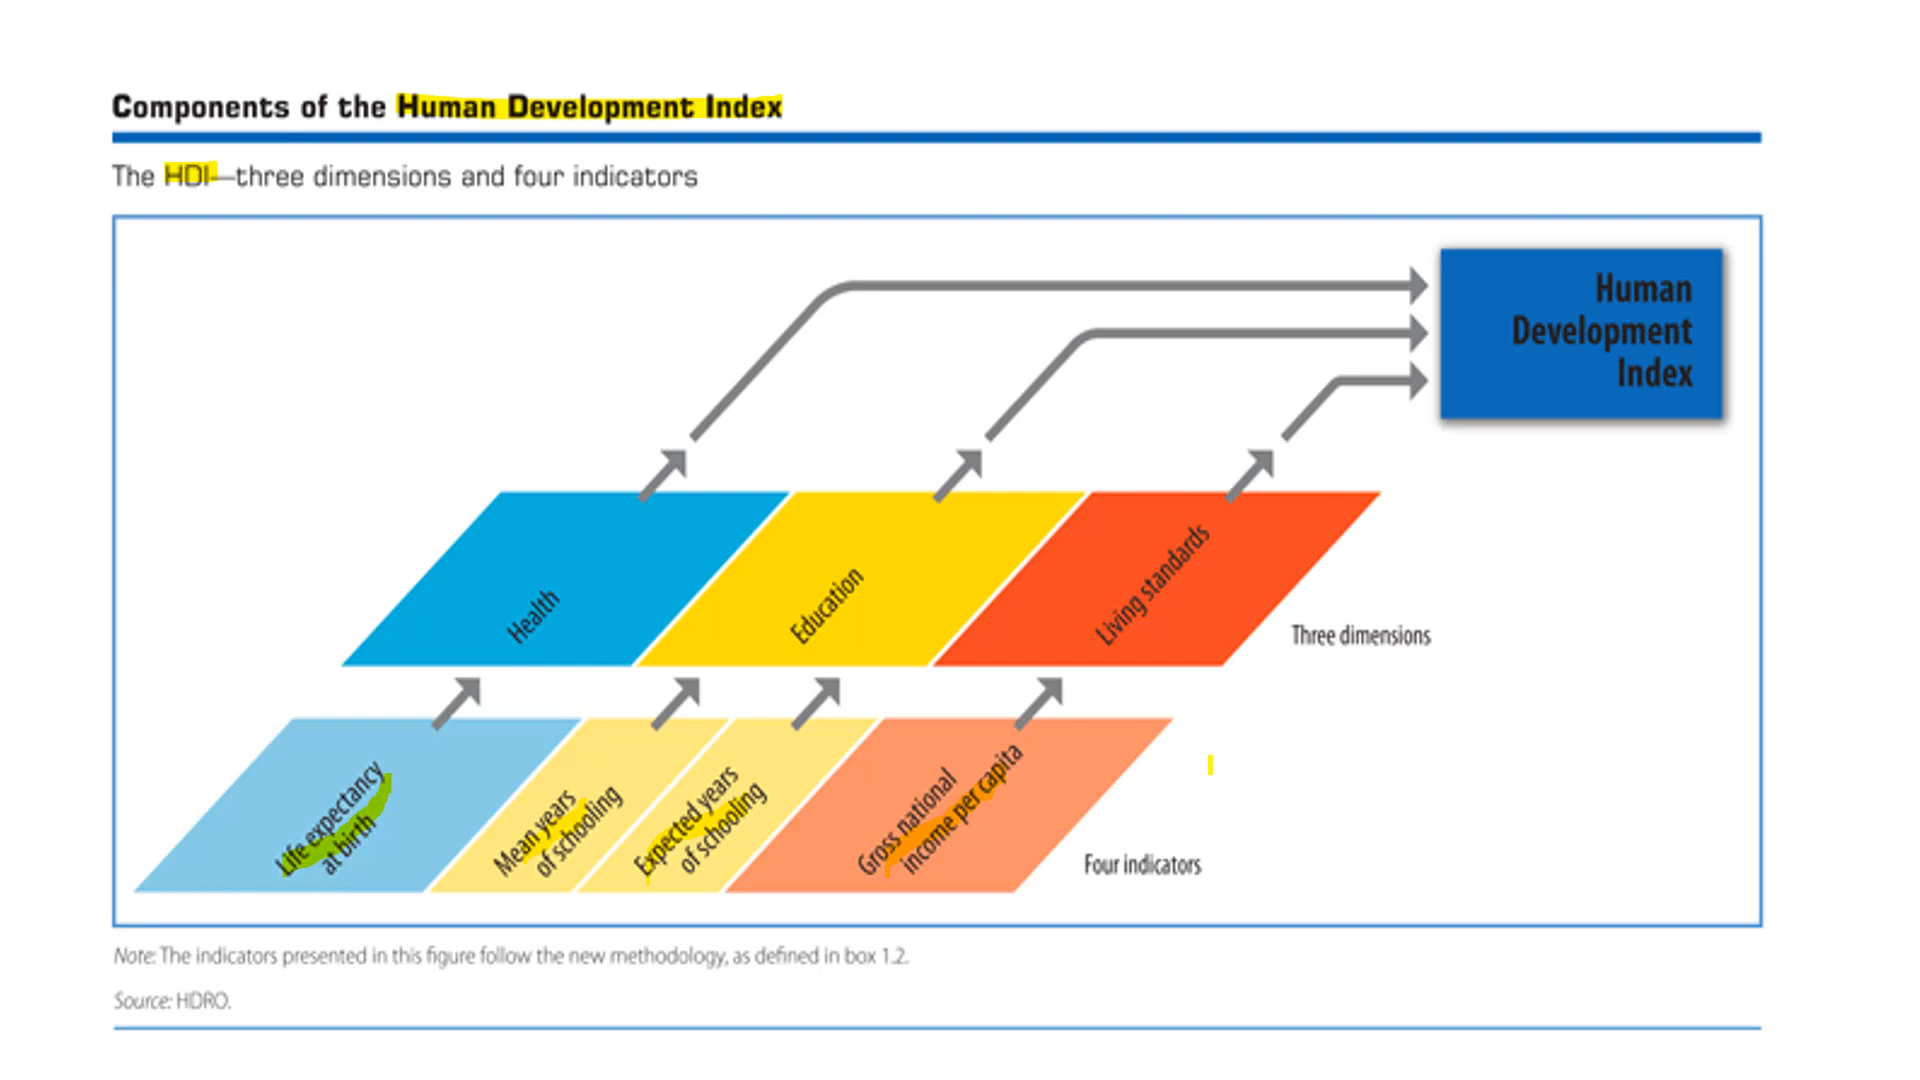 Components of the Human Development Index
The HDI—three dimensions and four indicators
Human
Development
Index
Health
Education
Living standards
Three dimensions
Life expectancy
at birth
Mean years
of schooling
Expected years
of schooling
Gross national
income per capita
Four indicators
Note: The indicators presented in this figure follow the new methodology, as defined in box 1.2.
Source: HDRO.